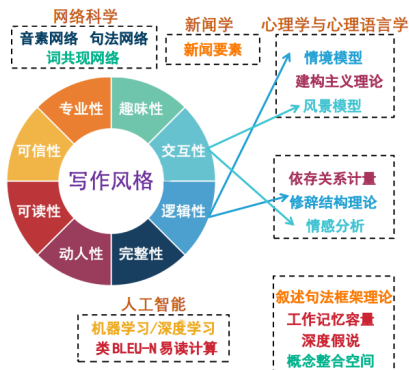 网络科学
音素网络 句法网络
词共现网络
新闻学
新闻要素
心理学与心理语言学
情境模型
建构主义理论
风景模型
专业性
趣味性
可信性
交互性
写作风格
可读性
逻辑性
动人性
完整性
依存关系计量
修辞结构理论
情感分析
人工智能
机器学习/深度学习
类BLEU-N易读计算
叙述句法框架理论
工作记忆容量
深度假说
概念整合空间